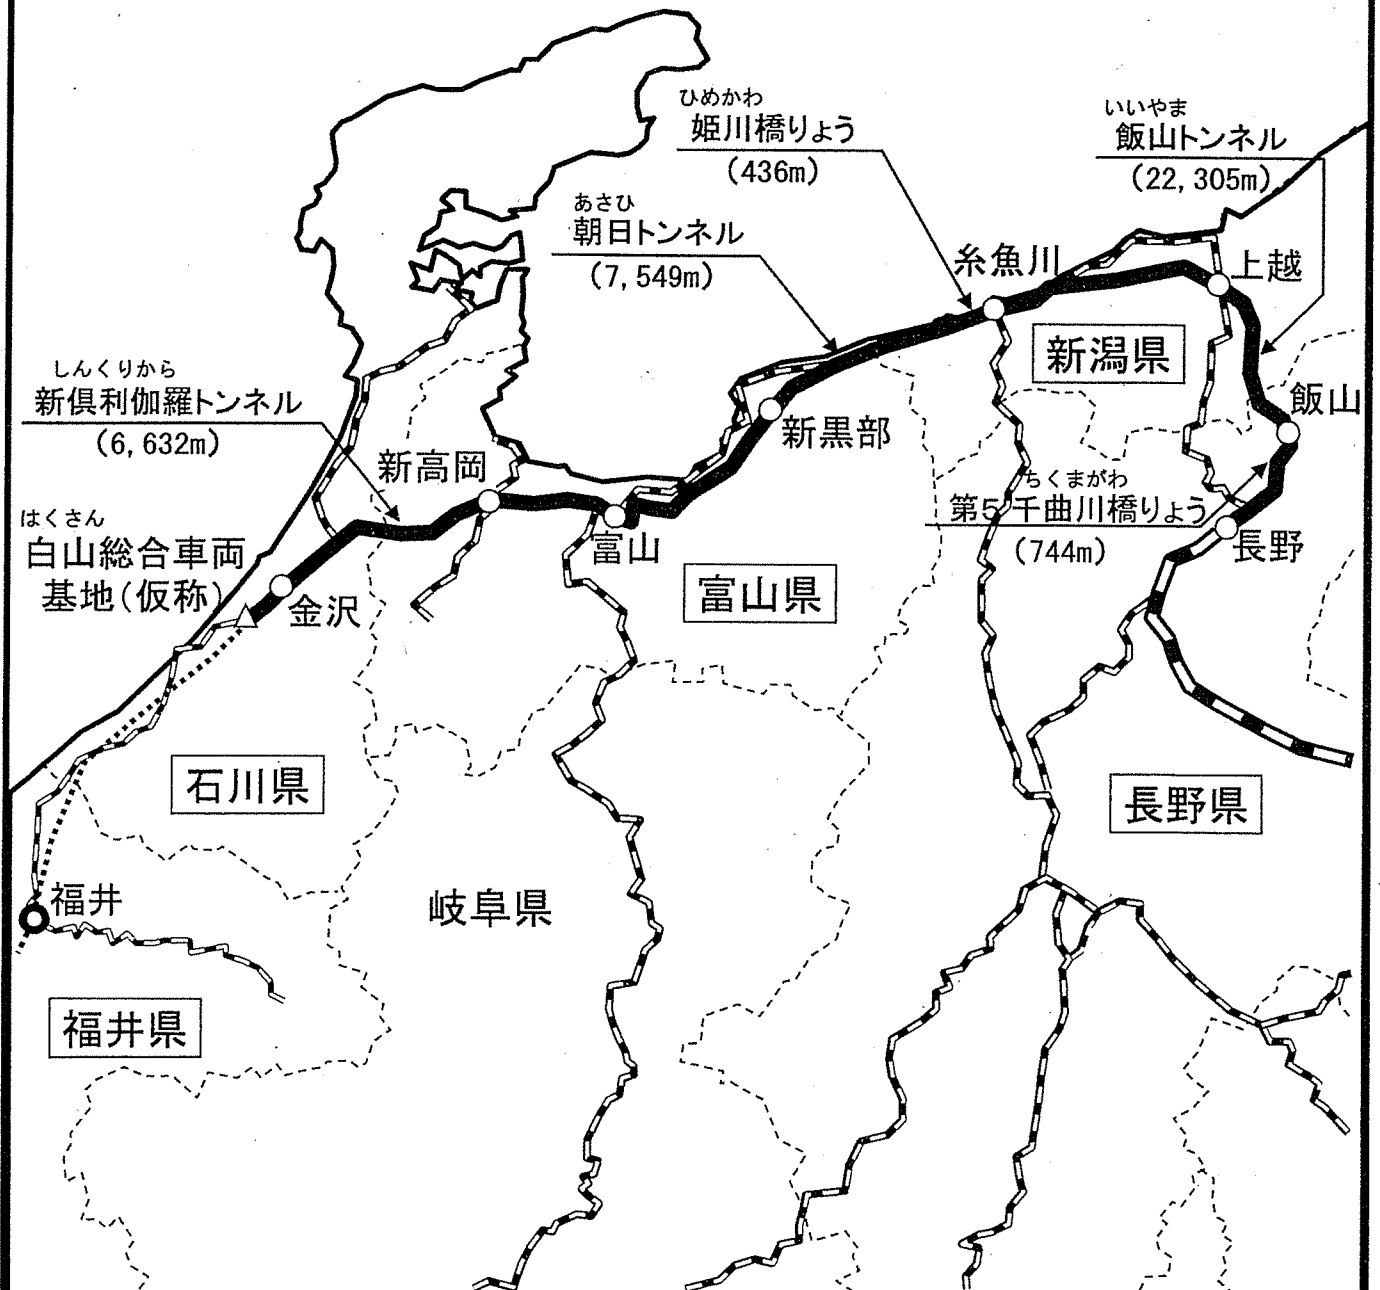 ひめかわ
姫川橋りょう
(436m)
いいやま
飯山トンネル
(22,305m)
あさひ
朝日トンネル
(7,549m)
糸魚川
上越
新潟県
しんくりから
新倶利伽羅トンネル
(6,632m)
飯山
新黒部
新高岡
ちくまがわ
第5千曲川橋りょう
(744m)
はくさん
白山総合車両
基地(仮称)
富山
長野
金沢
富山県
石川県
長野県
福井
岐阜県
福井県